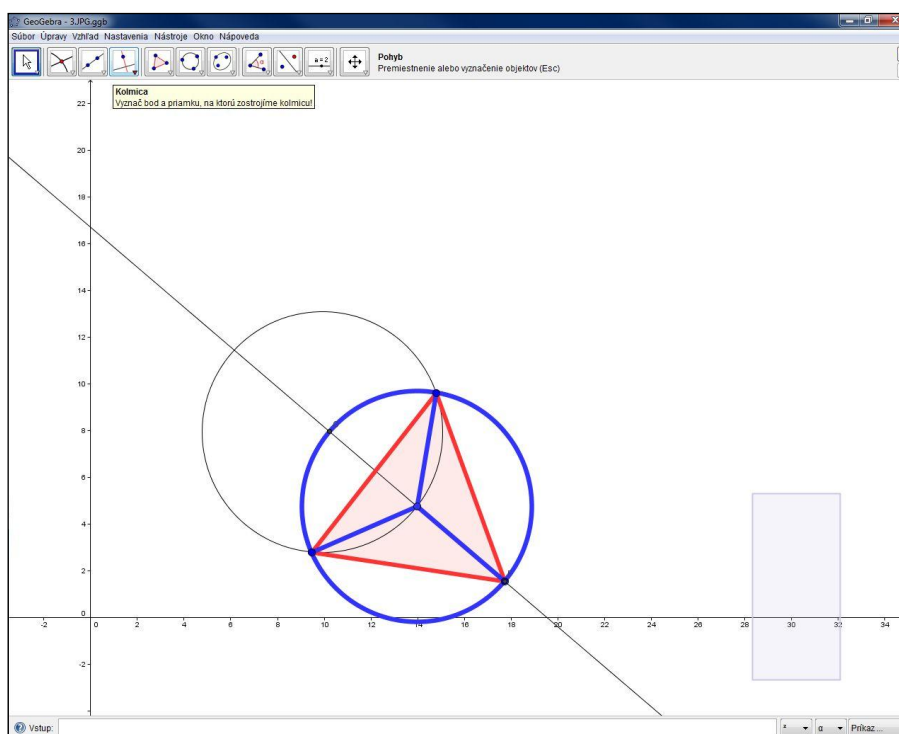 GeoGebra - 3.JPG.ggb
Súbor Úpravy Vzhľad Nastavenia Nástroje Okno Nápoveda
α
a=2
Pohyb
Premiestnenie alebo vyznačenie objektov (Esc)
Kolmica
Vyznač bod a priamku, na ktorú zostrojíme kolmicu!
22
20
18
16
14
12
10
8
6
4
2
0
-2 0 2 4 6 8 10 12 14 16 18 20 22 24 26 28 30 32 34
-2
Vstup:
² α Príkaz ...